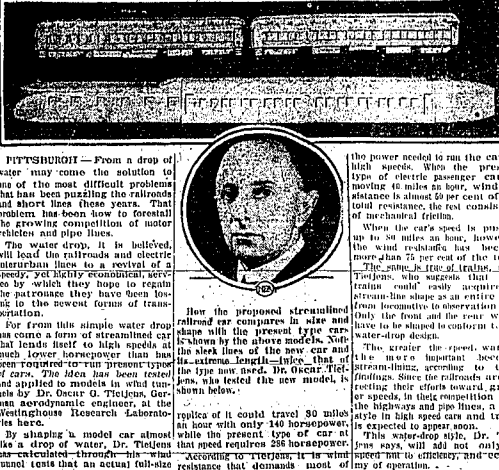 PITTSBURGH — From a drop of
water may come the solution to
one of the most difficult problems
that has been puzzling the railroads
and short lines these years. That
problem has been how to forestall
the growing competition of motor
vehicles and pipe lines.
The water drop, it is believed,
will lead the railroads and electric
interurban lines to a revival of a
speedy, yet highly economical, serv-
ice by which they hope to regain
the patronage they have been los-
ing to the newest forms of trans-
portation.
For from this simple water drop
has come a form of streamlined car
that lends itself to high speeds at
much lower horsepower than has
been required to run present types
of cars. The idea has been tested
and applied to models in wind tun-
nels by Dr. Oscar G. Tietjens, Ger-
man aerodynamic engineer, at the
Westinghouse Research Laborato-
ries here.
By shaping a model car almost
like a drop of water, Dr. Tietjens
has calculated through his wind
tunnel tests that an actual full-size
NEA
How the proposed streamlined
railroad car compares in size and
shape with the present type cars
is shown by the above models. Note
the sleek lines of the new car and
its extreme length—twice that of
the type now used. Dr. Oscar Tiet-
jens, who tested the new model, is
shown below.
replica of it could travel 80 miles
an hour with only 140 horsepower,
while the present type of car at
that speed requires 285 horsepower.
According to Tietjens, it is wind
resistance that demands most of
the power needed to run the car
high speeds. When the pres
type of electric passenger car
moving 40 miles an hour, wind
sistance is almost 50 per cent of
total resistance, the rest consis
of mechanical friction.
When the car's speed is pus
up to 80 miles an hour, howe
the wind resistance has bec
more than 75 per cent of the to
The same is true of trains,
Tietjens, who suggests that
trains could easily acquire
stream-line shape as an entire
from locomotive to observation
Only the front and the rear w
have to be shaped to conform t
water-drop design.
The greater the speed, wa
the more important beco
stream-lining, according to
findings. Since the railroads are
recting their efforts toward gr
er speeds, in their competition
the highways and pipe lines, a
style in high speed cars and tr
is expected to appear soon.
This water-drop style, Dr. T
jens says, will add not only
speed but to efficiency, and ec
my of operation.